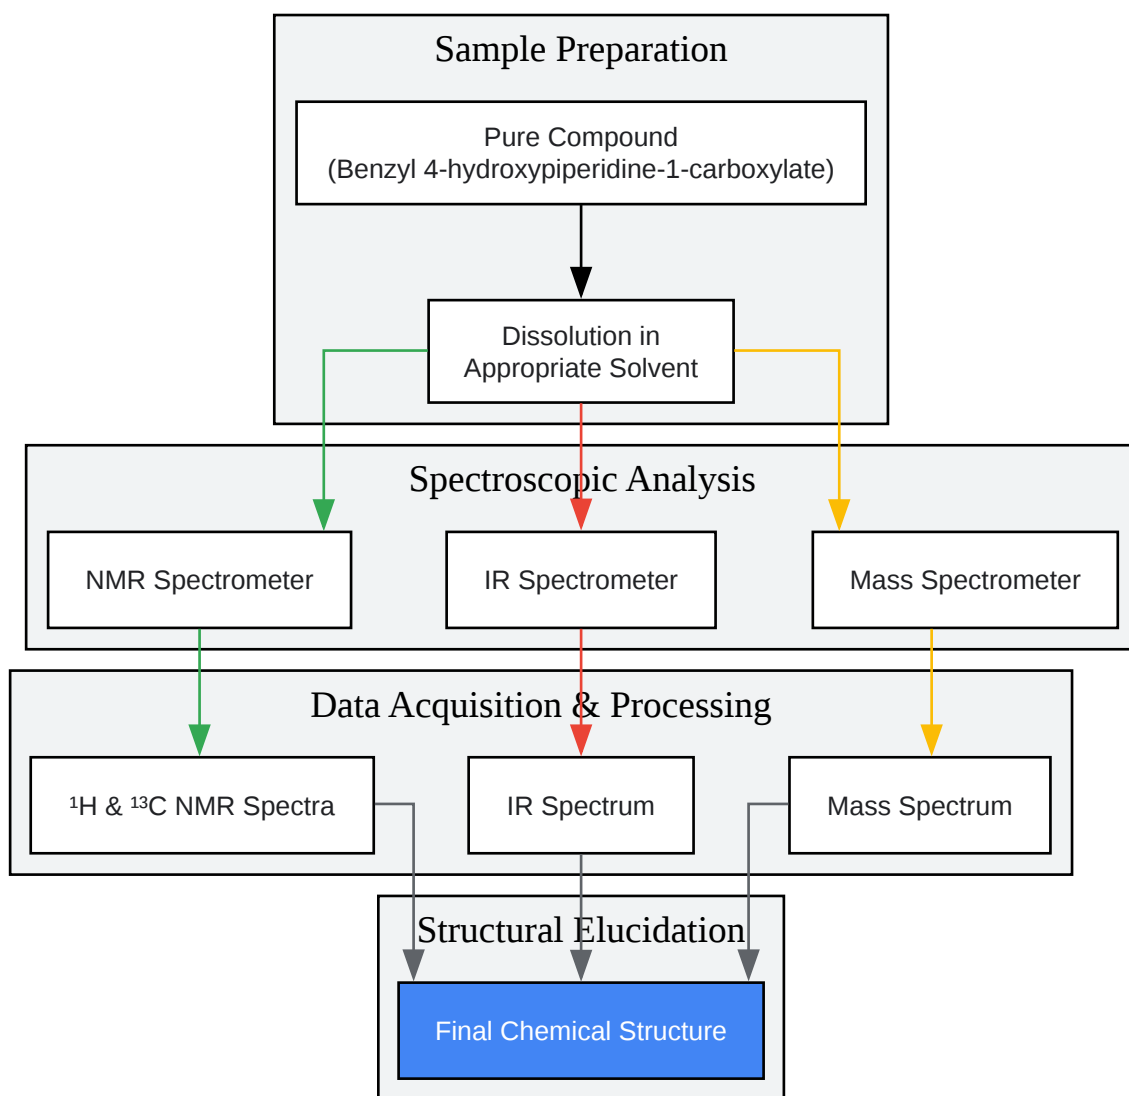 Sample Preparation
Pure Compound
(Benzyl 4-hydroxypiperidine-1-carboxylate)
Dissolution in
Appropriate Solvent
Spectroscopic Analysis
NMR Spectrometer
IR Spectrometer
Mass Spectrometer
Data Acquisition & Processing
¹H & ¹³C NMR Spectra
IR Spectrum
Mass Spectrum
Structural Elucidation
Final Chemical Structure